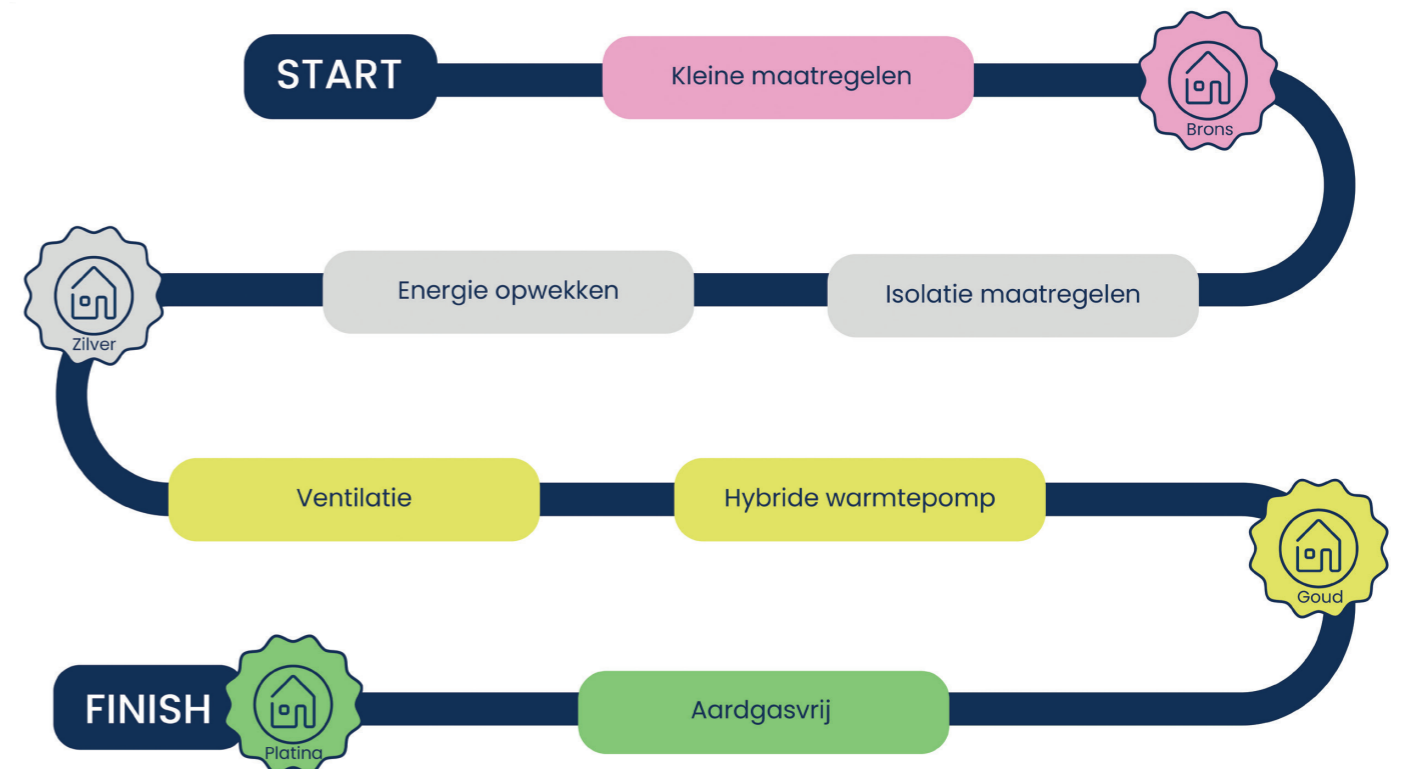 START
Kleine maatregelen
Brons
Isolatie maatregelen
Energie opwekken
Zilver
Ventilatie
Hybride warmtepomp
Goud
Aardgasvrij
Platina
FINISH